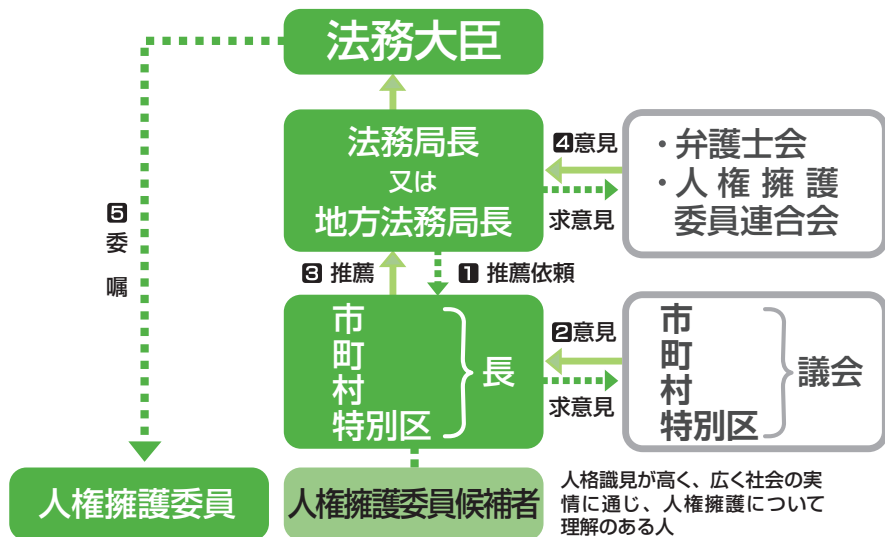 法務大臣
法務局長
又は
地方法務局長
4意見
求意見
・弁護士会
・人権擁護
委員連合会
5委嘱
3 推薦
1 推薦依頼
市
町
村
特別区
長
2意見
求意見
市
町
村
特別区
議会
人権擁護委員
人権擁護委員候補者
人格識見が高く、広く社会の実
情に通じ、人権擁護について
理解のある人